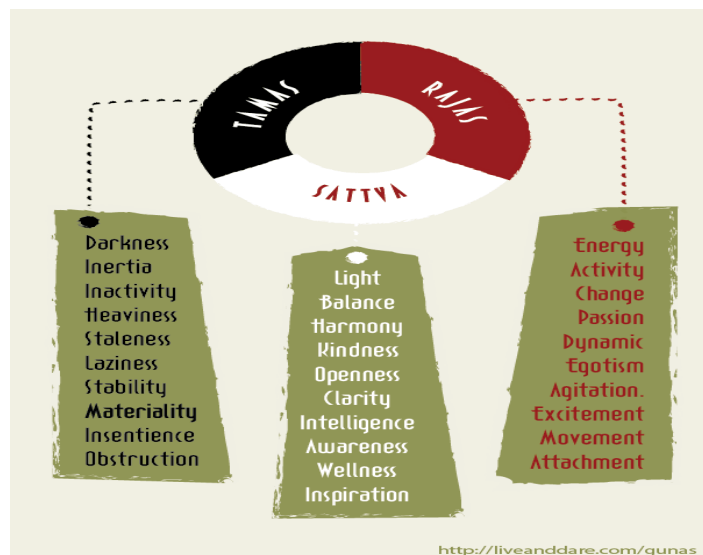 TAMAS
RAJAS
SATTVA
Darkness
Inertia
Inactivity
Heaviness
Staleness
Laziness
Stability
Materiality
Insentience
Obstruction
Light
Balance
Harmony
Kindness
Openness
Clarity
Intelligence
Awareness
Wellness
Inspiration
Energy
Activity
Change
Passion
Dynamic
Egotism
Agitation.
Excitement
Movement
Attachment
http://liveanddare.com/gunas